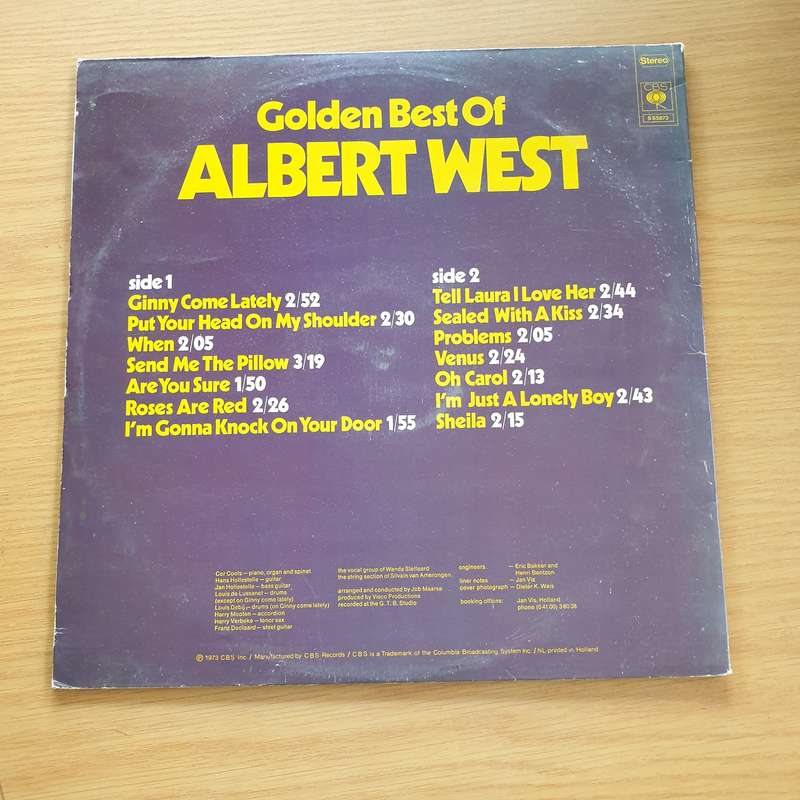 Stereo
CBS
S 65873
Golden Best Of
ALBERT WEST
side 1
Ginny Come Lately 2/52
Put Your Head On My Shoulder 2/30
When 2/05
Send Me The Pillow 3/19
Are You Sure 1/50
Roses Are Red 2/26
I'm Gonna Knock On Your Door 1/55
side 2
Tell Laura I Love Her 2/44
Sealed With A Kiss 2/34
Problems 2/05
Venus 2/24
Oh Carol 2/13
I'm Just A Lonely Boy 2/43
Sheila 2/15
Cor Cools – piano, organ and spinet
Hans Hollestelle – guitar
Jan Hollestelle – bass guitar
Louis de Lussanet – drums
(except on Ginny come lately)
Louis Debij – drums (on Ginny come lately)
Harry Mooten – accordion
Harry Verbeke – tenor sax
Franz Doolaard – steel guitar
the vocal group of Wanda Stellaard
the string section of Silvain van Amerongen.
arranged and conducted by Job Maarse
produced by Visco Productions
recorded at the G.T.B. Studio
engineers – Eric Bakker and
Henri Bentzon
liner notes – Jan Vis
cover photograph – Dieter K. Wais
booking offions: Jan Vis, Holland
phone (0 41 00) 3 80 38
Ⓟ 1973 CBS Inc / Manufactured by CBS Records / CBS is a Trademark of the Columbia Broadcasting System Inc. / NL printed in Holland